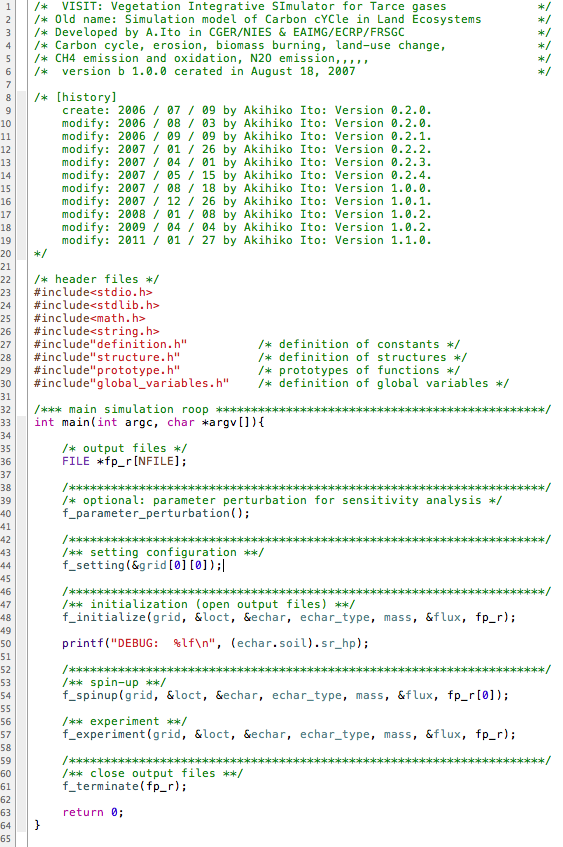 1 /*  VISIT: Vegetation Integrative SImulator for Tarce gases        */
2 /* Old name: Simulation model of Carbon cYCle in Land Ecosystems        */
3 /* Developed by A.Ito in CGER/NIES & EAIMG/ECRP/FRSGC                */
4 /* Carbon cycle, erosion, biomass burning, land-use change,             */
5 /* CH4 emission and oxidation, N2O emission,,,,,                        */
6 /*  version b 1.0.0 cerated in August 18, 2007                          */
7
8 /* [history]
9     create: 2006 / 07 / 09 by Akihiko Ito: Version 0.2.0.
10     modify: 2006 / 08 / 03 by Akihiko Ito: Version 0.2.0.
11     modify: 2006 / 09 / 09 by Akihiko Ito: Version 0.2.1.
12     modify: 2007 / 01 / 26 by Akihiko Ito: Version 0.2.2.
13     modify: 2007 / 04 / 01 by Akihiko Ito: Version 0.2.3.
14     modify: 2007 / 05 / 15 by Akihiko Ito: Version 0.2.4.
15     modify: 2007 / 08 / 18 by Akihiko Ito: Version 1.0.0.
16     modify: 2007 / 12 / 26 by Akihiko Ito: Version 1.0.1.
17     modify: 2008 / 01 / 08 by Akihiko Ito: Version 1.0.2.
18     modify: 2009 / 04 / 04 by Akihiko Ito: Version 1.0.2.
19     modify: 2011 / 01 / 27 by Akihiko Ito: Version 1.1.0.
20 */
21
22 /* header files */
23 #include<stdio.h>
24 #include<stdlib.h>
25 #include<math.h>
26 #include<string.h>
27 #include"definition.h"          /* definition of constants */
28 #include"structure.h"           /* definition of structures */
29 #include"prototype.h"           /* prototypes of functions */
30 #include"global_variables.h"    /* definition of global variables */
31
32 /*** main simulation roop ***********************************************/
33 int main(int argc, char *argv[]){
34
35     /* output files */
36     FILE *fp_r[NFILE];
37
38     /********************************************************************/
39     /* optional: parameter perturbation for sensitivity analysis */
40     f_parameter_perturbation();
41
42     /********************************************************************/
43     /** setting configuration **/
44     f_setting(&grid[0][0]);
45
46     /********************************************************************/
47     /** initialization (open output files) **/
48     f_initialize(grid, &loct, &echar, echar_type, mass, &flux, fp_r);
49
50     printf("DEBUG:  %lf\n", (echar.soil).sr_hp);
51
52     /********************************************************************/
53     /** spin-up **/
54     f_spinup(grid, &loct, &echar, echar_type, mass, &flux, fp_r[0]);
55
56     /** experiment **/
57     f_experiment(grid, &loct, &echar, echar_type, mass, &flux, fp_r);
58
59     /********************************************************************/
60     /** close output files **/
61     f_terminate(fp_r);
62
63     return 0;
64 }
65